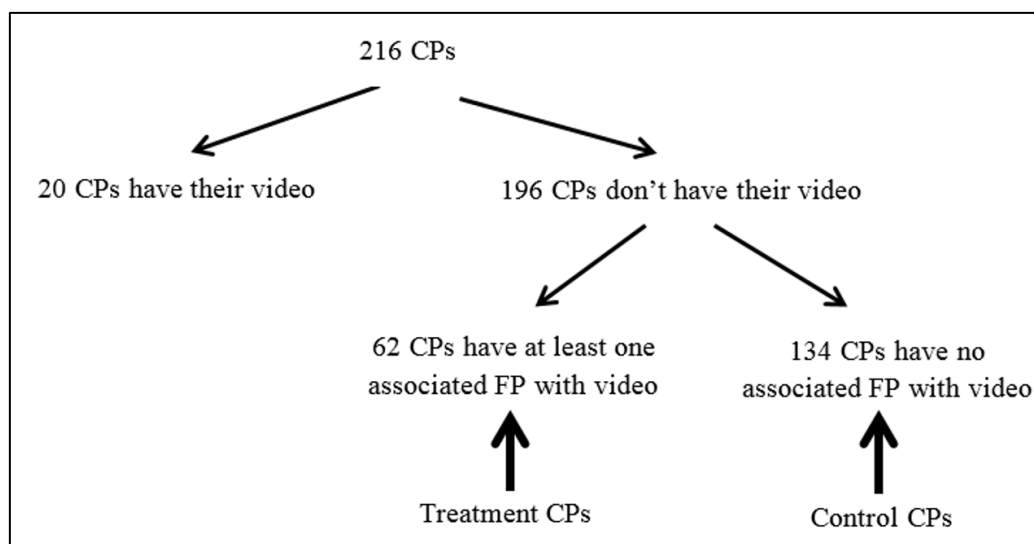 216 CPs
20 CPs have their video
196 CPs don't have their video
62 CPs have at least one
associated FP with video
134 CPs have no
associated FP with video
Treatment CPs
Control CPs